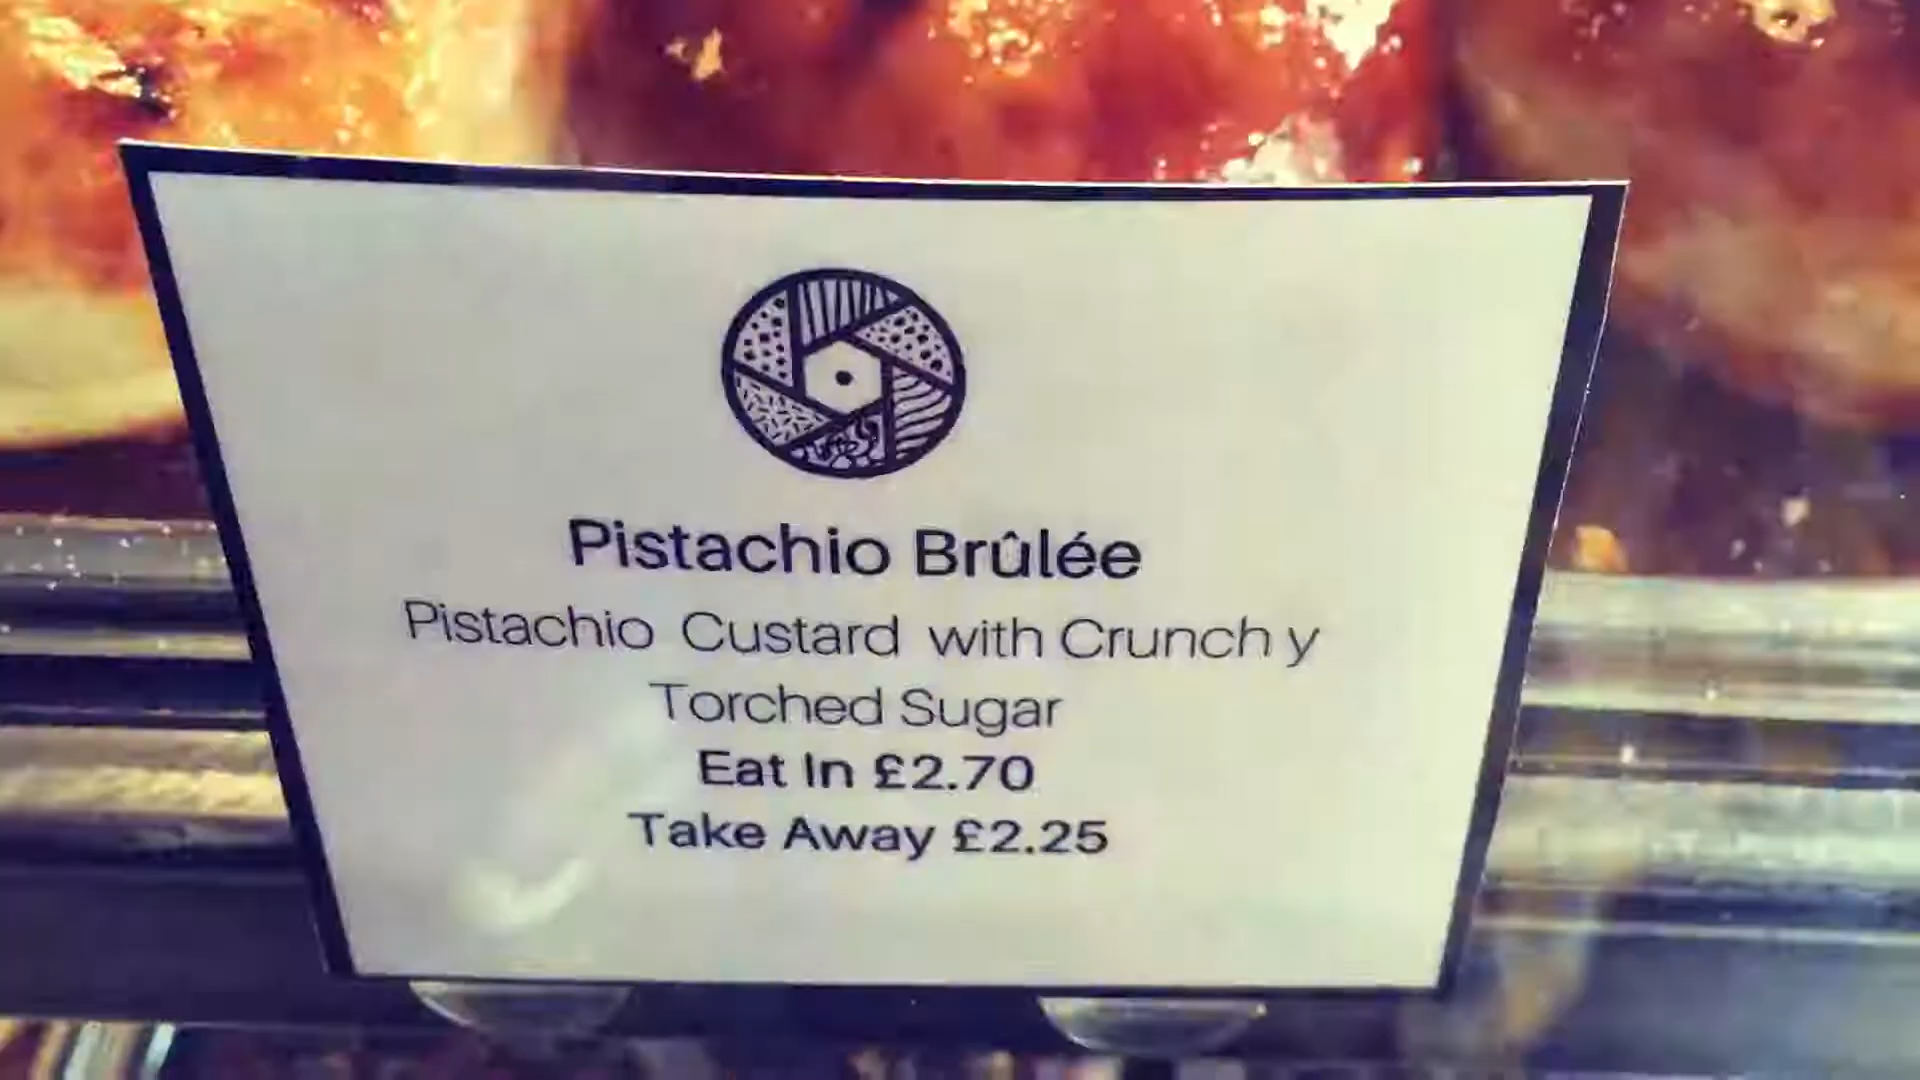 Pistachio Brûlée
Pistachio Custard with Crunch y
Torched Sugar
Eat In £2.70
Take Away £2.25